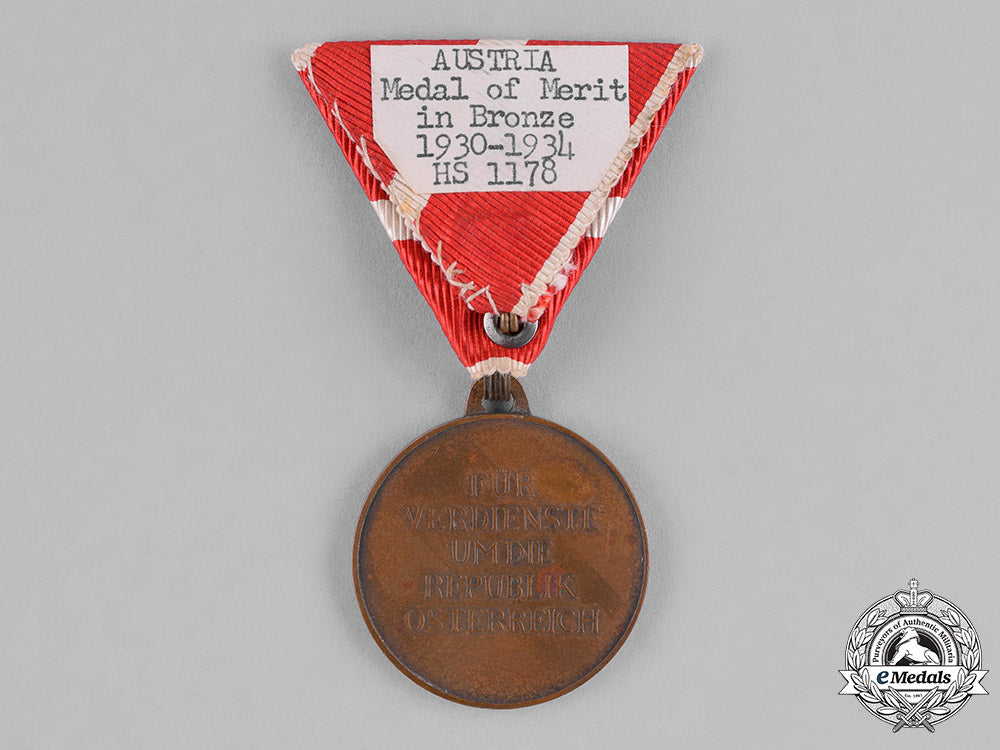 AUSTRIA
Medal of Merit
in Bronze
1930-1934
HS 1178
FÜR
VERDIENSTE
UM DIE
REPUBLIK
ÖSTERREICH
Purveyors of Authentic Militaria
eMedals